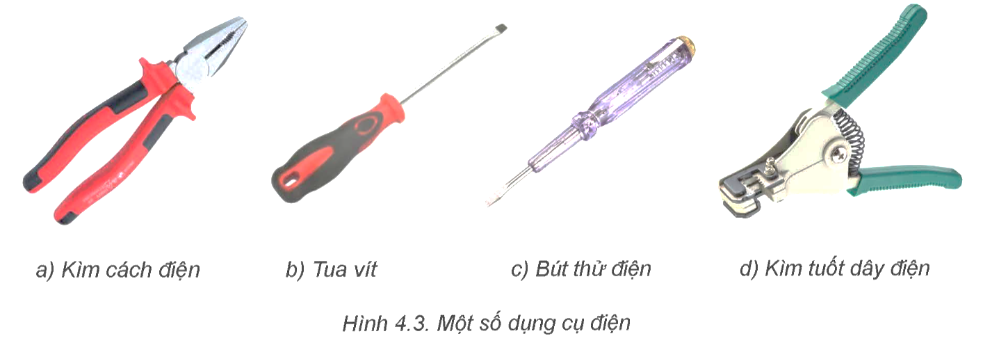 a) Kìm cách điện
b) Tua vít
c) Bút thử điện
d) Kìm tuốt dây điện
Hình 4.3. Một số dụng cụ điện